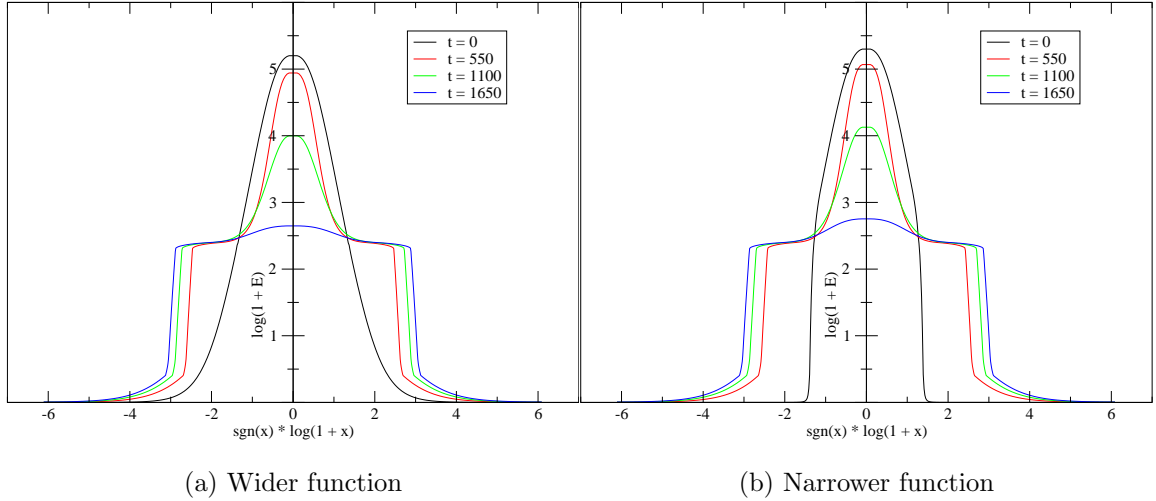 t = 0
t = 550
t = 1100
t = 1650
5
4
3
2
1
log(1 + E)
-6 -4 -2 0 2 4 6
sgn(x) * log(1 + x)
(a) Wider function
t = 0
t = 550
t = 1100
t = 1650
5
4
3
2
1
log(1 + E)
-6 -4 -2 0 2 4 6
sgn(x) * log(1 + x)
(b) Narrower function